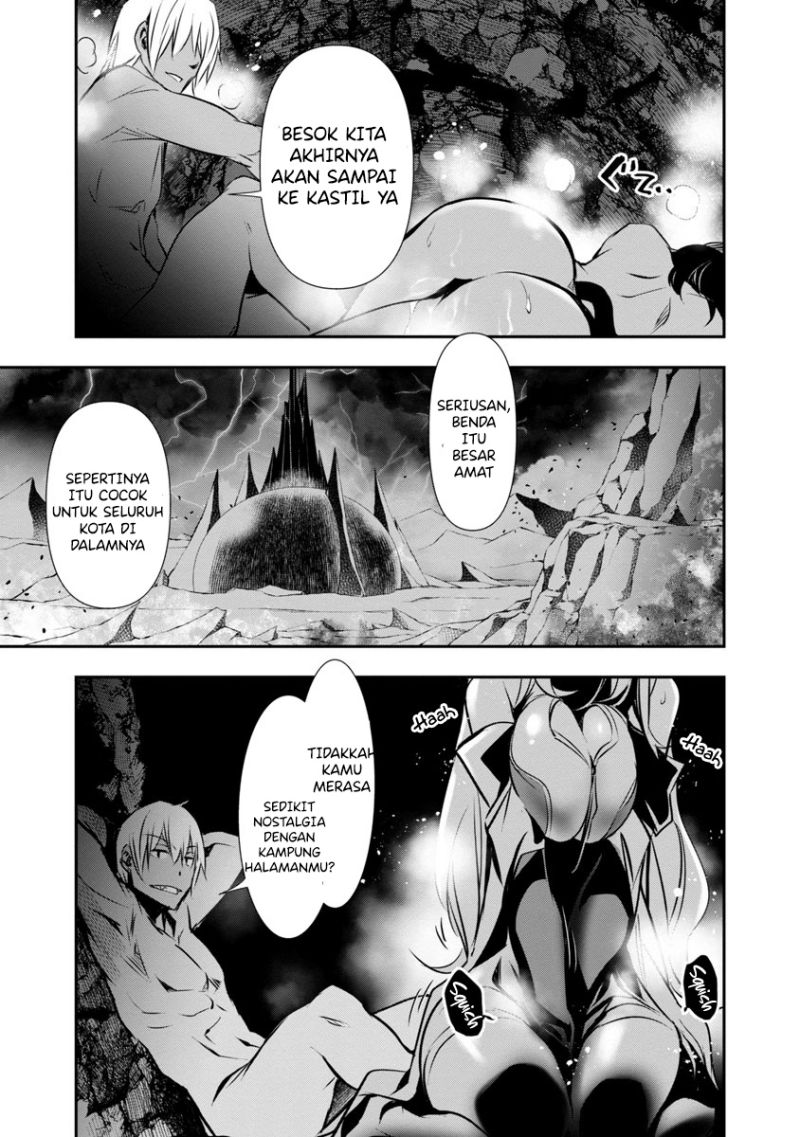 BESOK KITA
AKHIRNYA
AKAN SAMPAI
KE KASTIL YA
ぐて..
SERIUSAN,
BENDA
ITU
BESAR
AMAT
SEPERTINYA
ITU COCOK
UNTUK SELURUH
KOTA DI
DALAMNYA
Haah
Haah
TIDAKKAH
KAMU
MERASA
SEDIKIT
NOSTALGIA
DENGAN
KAMPUNG
HALAMANMU?
Squish
Squish